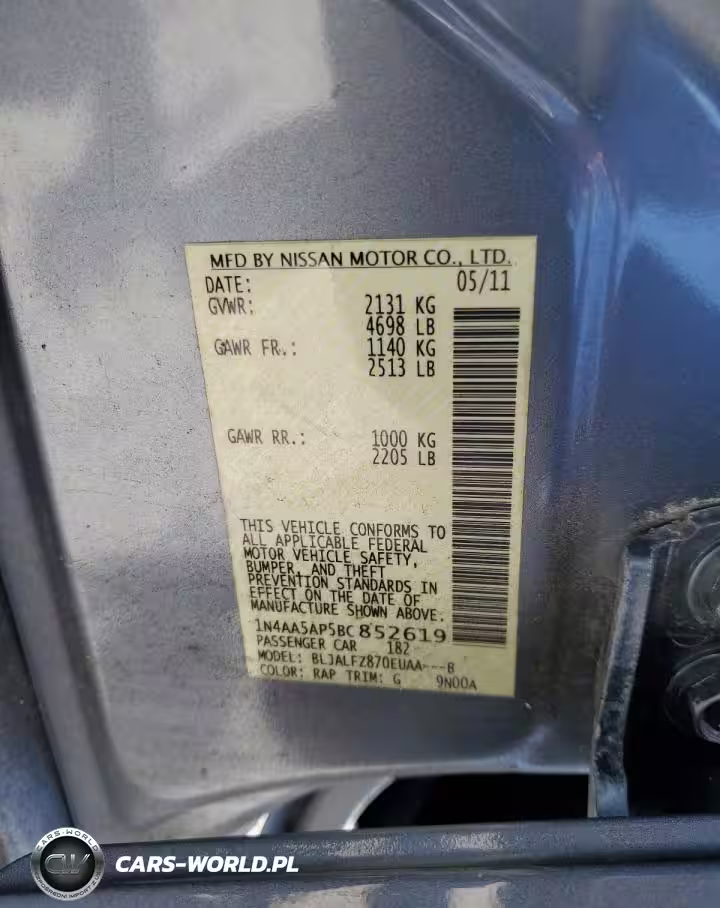 MFD BY NISSAN MOTOR CO., LTD.
DATE: 05/11
GVWR: 2131 KG
4698 LB
GAWR FR.: 1140 KG
2513 LB
GAWR RR.: 1000 KG
2205 LB
THIS VEHICLE CONFORMS TO
ALL APPLICABLE FEDERAL
MOTOR VEHICLE SAFETY,
BUMPER, AND THEFT
PREVENTION STANDARDS IN
EFFECT ON THE DATE OF
MANUFACTURE SHOWN ABOVE.
1N4AA5AP5BC852619
PASSENGER CAR 182
MODEL: BLJALFZ870EUAA---B
COLOR: RAP TRIM: G 9N00A
CARS-WORLD
CARS-WORLD.PL